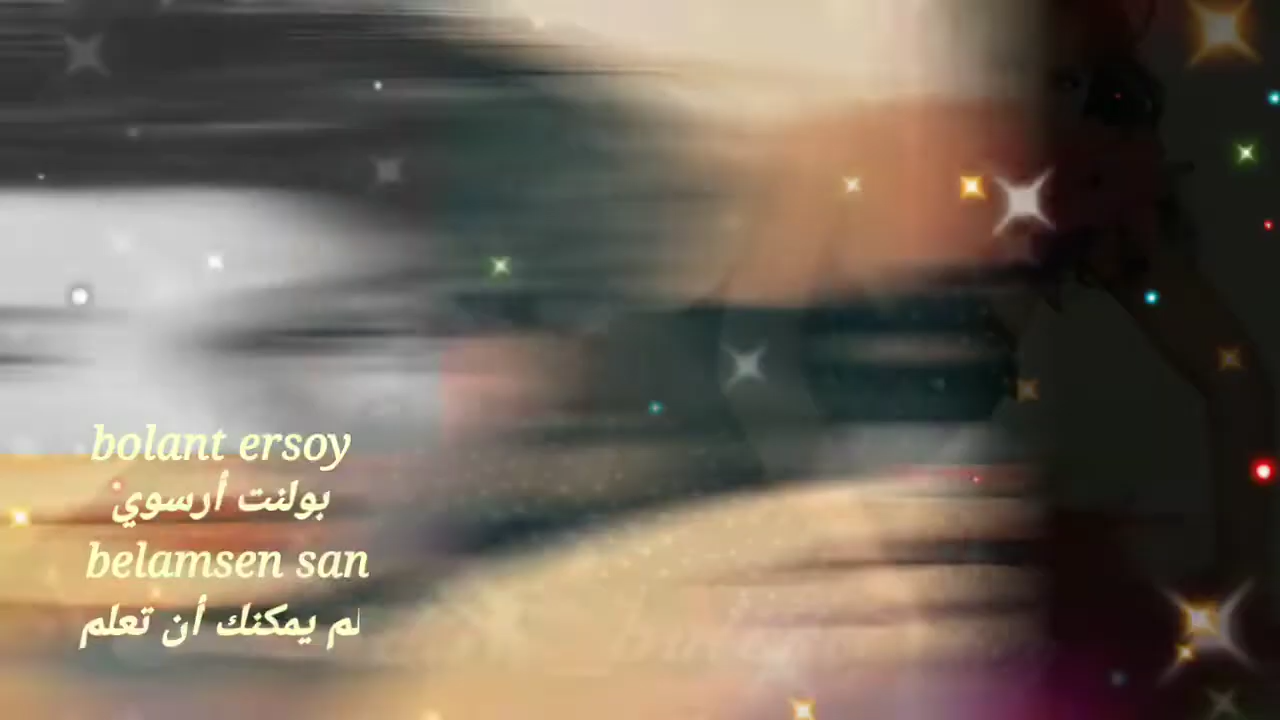 bolant ersoy
بولنت أرسوي
belamsen san
لم يمكنك أن تعلم